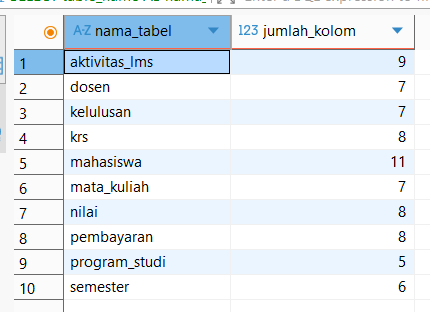 A-Z nama_tabel 123 jumlah_kolom
1 aktivitas_lms 9
2 dosen 7
3 kelulusan 7
4 krs 8
5 mahasiswa 11
6 mata_kuliah 7
7 nilai 8
8 pembayaran 8
9 program_studi 5
10 semester 6